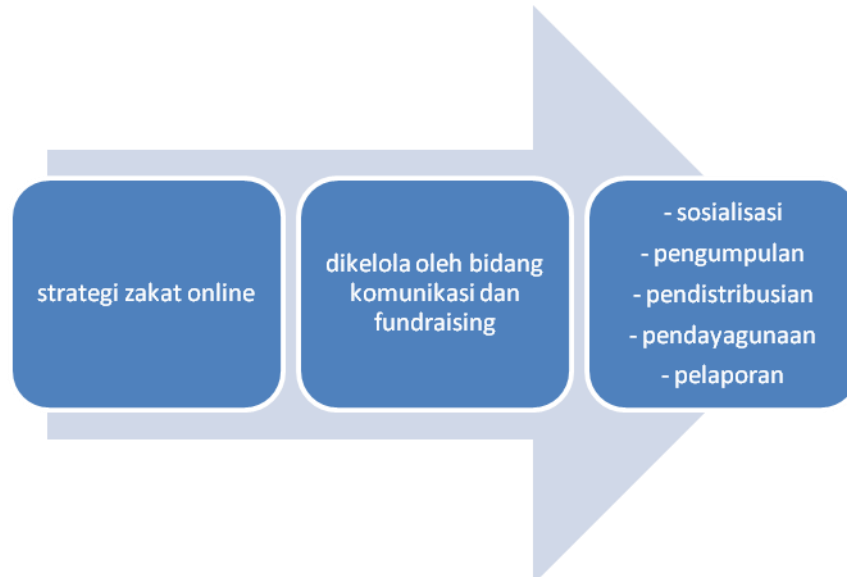 strategi zakat online
dikelola oleh bidang
komunikasi dan
fundraising
- sosialisasi
- pengumpulan
- pendistribusian
- pendayagunaan
- pelaporan